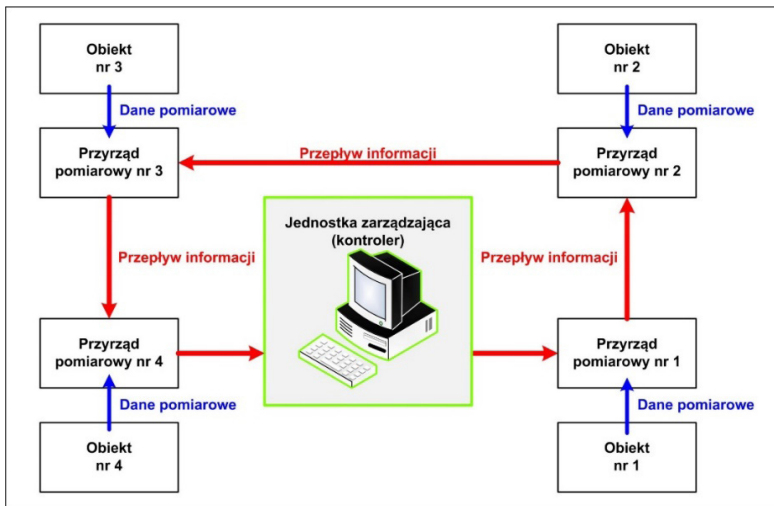 Obiekt
nr 3
Obiekt
nr 2
Dane pomiarowe
Dane pomiarowe
Przyrząd
pomiarowy nr 3
Przepływ informacji
Przyrząd
pomiarowy nr 2
Jednostka zarządzająca
(kontroler)
Przepływ informacji
Przepływ informacji
Przyrząd
pomiarowy nr 4
Przyrząd
pomiarowy nr 1
Dane pomiarowe
Dane pomiarowe
Obiekt
nr 4
Obiekt
nr 1